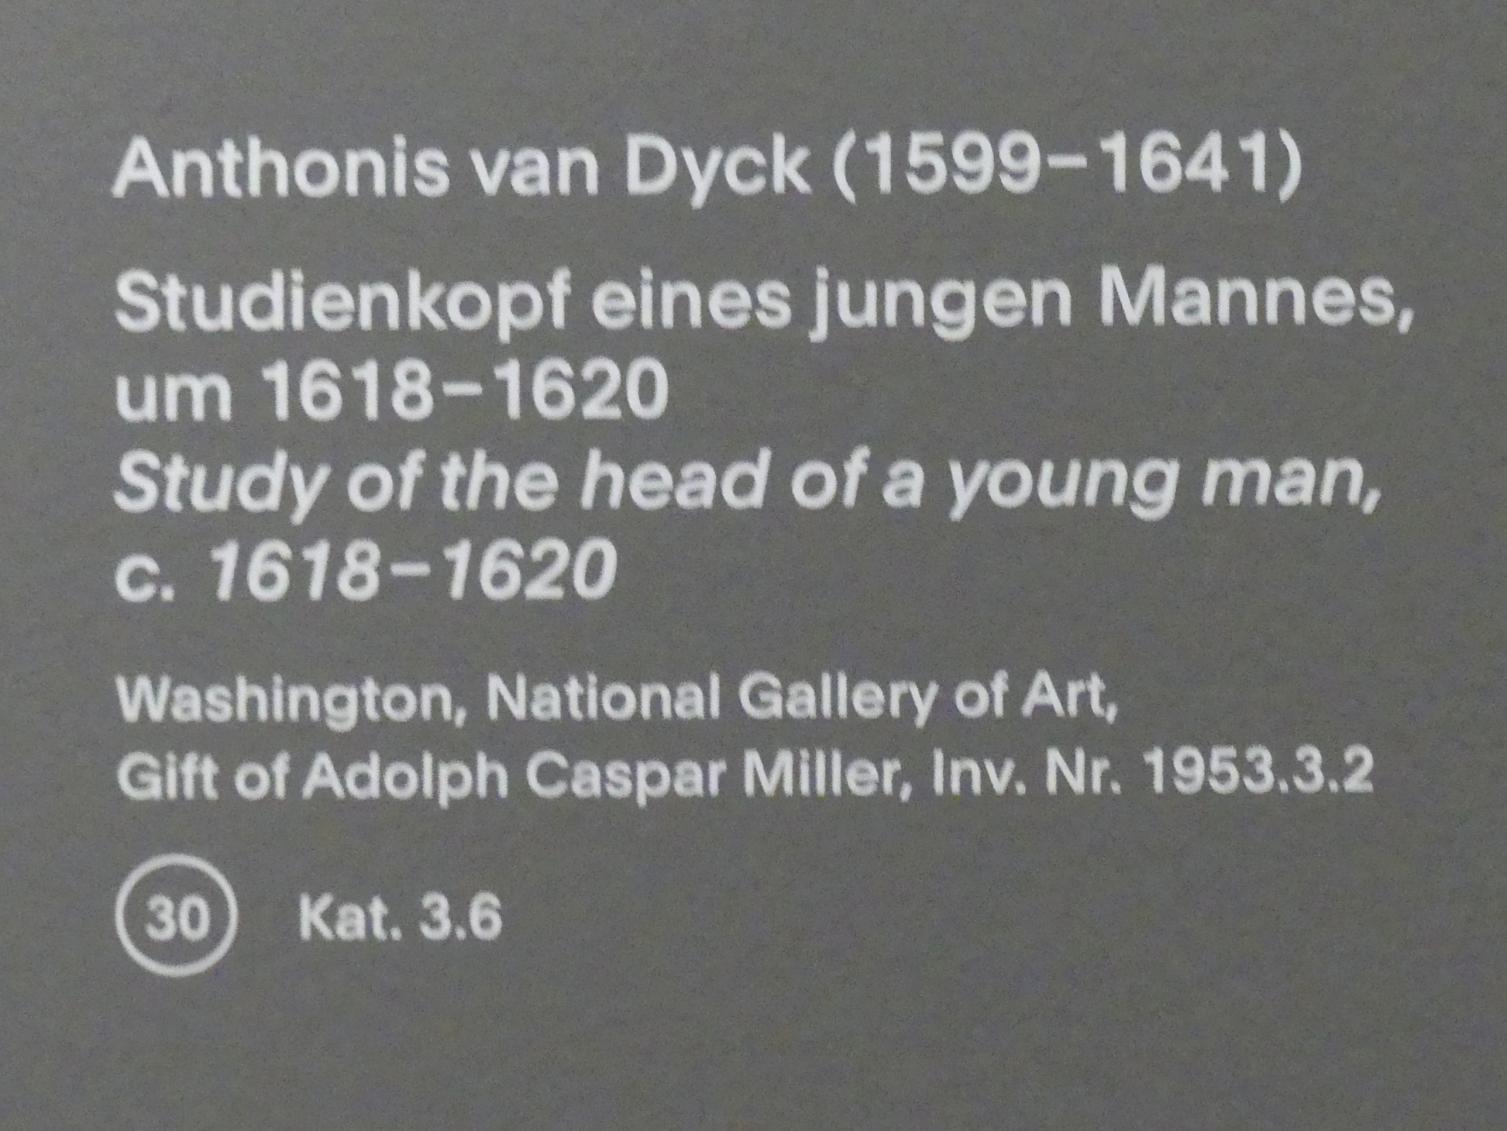 Anthonis van Dyck (1599–1641)
Studienkopf eines jungen Mannes,
um 1618–1620
Study of the head of a young man,
c. 1618–1620
Washington, National Gallery of Art,
Gift of Adolph Caspar Miller, Inv. Nr. 1953.3.2
30 Kat. 3.6